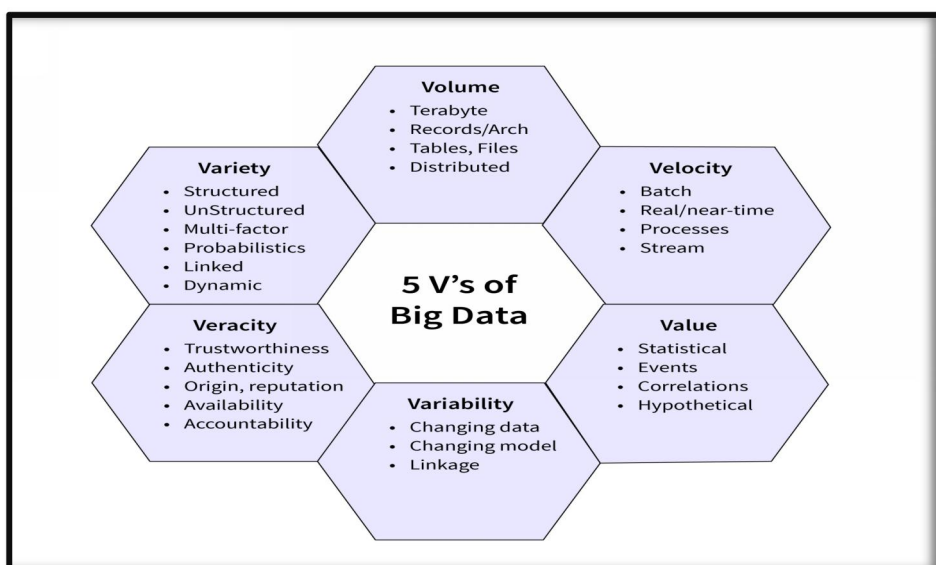 Volume
• Terabyte
• Records/Arch
• Tables, Files
• Distributed
Variety
• Structured
• UnStructured
• Multi-factor
• Probabilistics
• Linked
• Dynamic
Velocity
• Batch
• Real/near-time
• Processes
• Stream
5 V’s of
Big Data
Veracity
• Trustworthiness
• Authenticity
• Origin, reputation
• Availability
• Accountability
Value
• Statistical
• Events
• Correlations
• Hypothetical
Variability
• Changing data
• Changing model
• Linkage